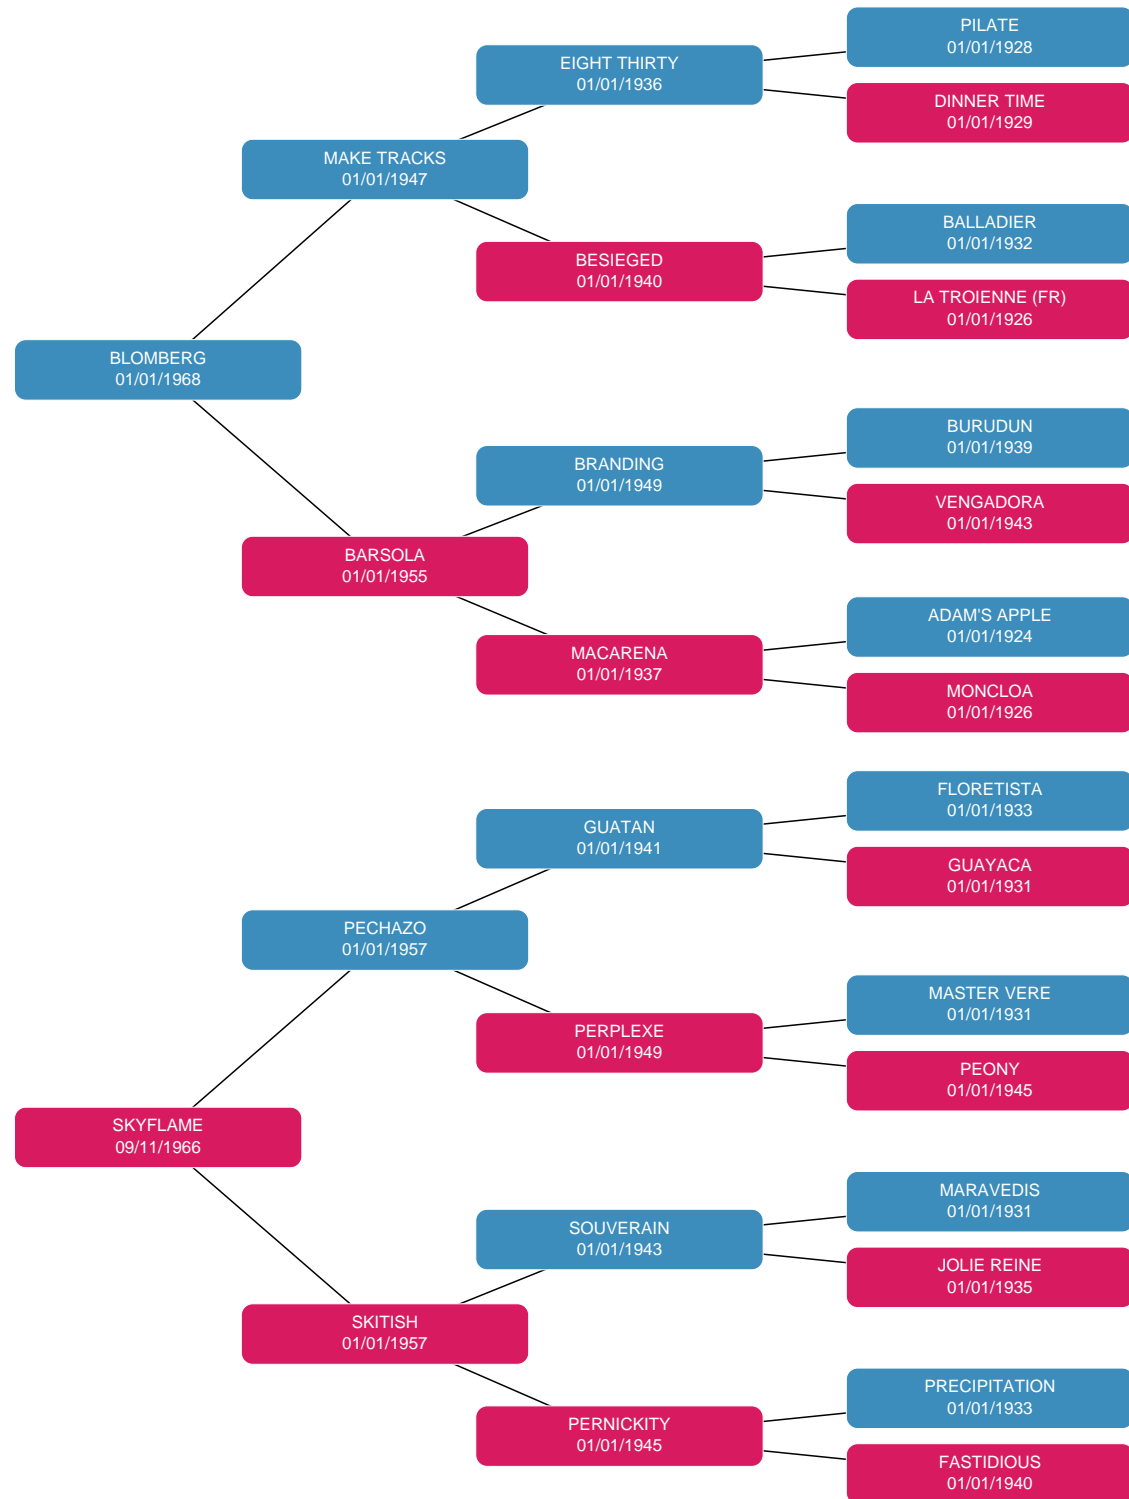 PILATE
01/01/1928
EIGHT THIRTY
01/01/1936
DINNER TIME
01/01/1929
MAKE TRACKS
01/01/1947
BALLADIER
01/01/1932
BESIEGED
01/01/1940
LA TROIENNE (FR)
01/01/1926
BLOMBERG
01/01/1968
BURUDUN
01/01/1939
BRANDING
01/01/1949
VENGADORA
01/01/1943
BARSOLA
01/01/1955
ADAM'S APPLE
01/01/1924
MACARENA
01/01/1937
MONCLOA
01/01/1926
FLORETISTA
01/01/1933
GUATAN
01/01/1941
GUAYACA
01/01/1931
PECHAZO
01/01/1957
MASTER VERE
01/01/1931
PERPLEXE
01/01/1949
PEONY
01/01/1945
SKYFLAME
09/11/1966
MARAVEDIS
01/01/1931
SOUVERAIN
01/01/1943
JOLIE REINE
01/01/1935
SKITISH
01/01/1957
PRECIPITATION
01/01/1933
PERNICKITY
01/01/1945
FASTIDIOUS
01/01/1940